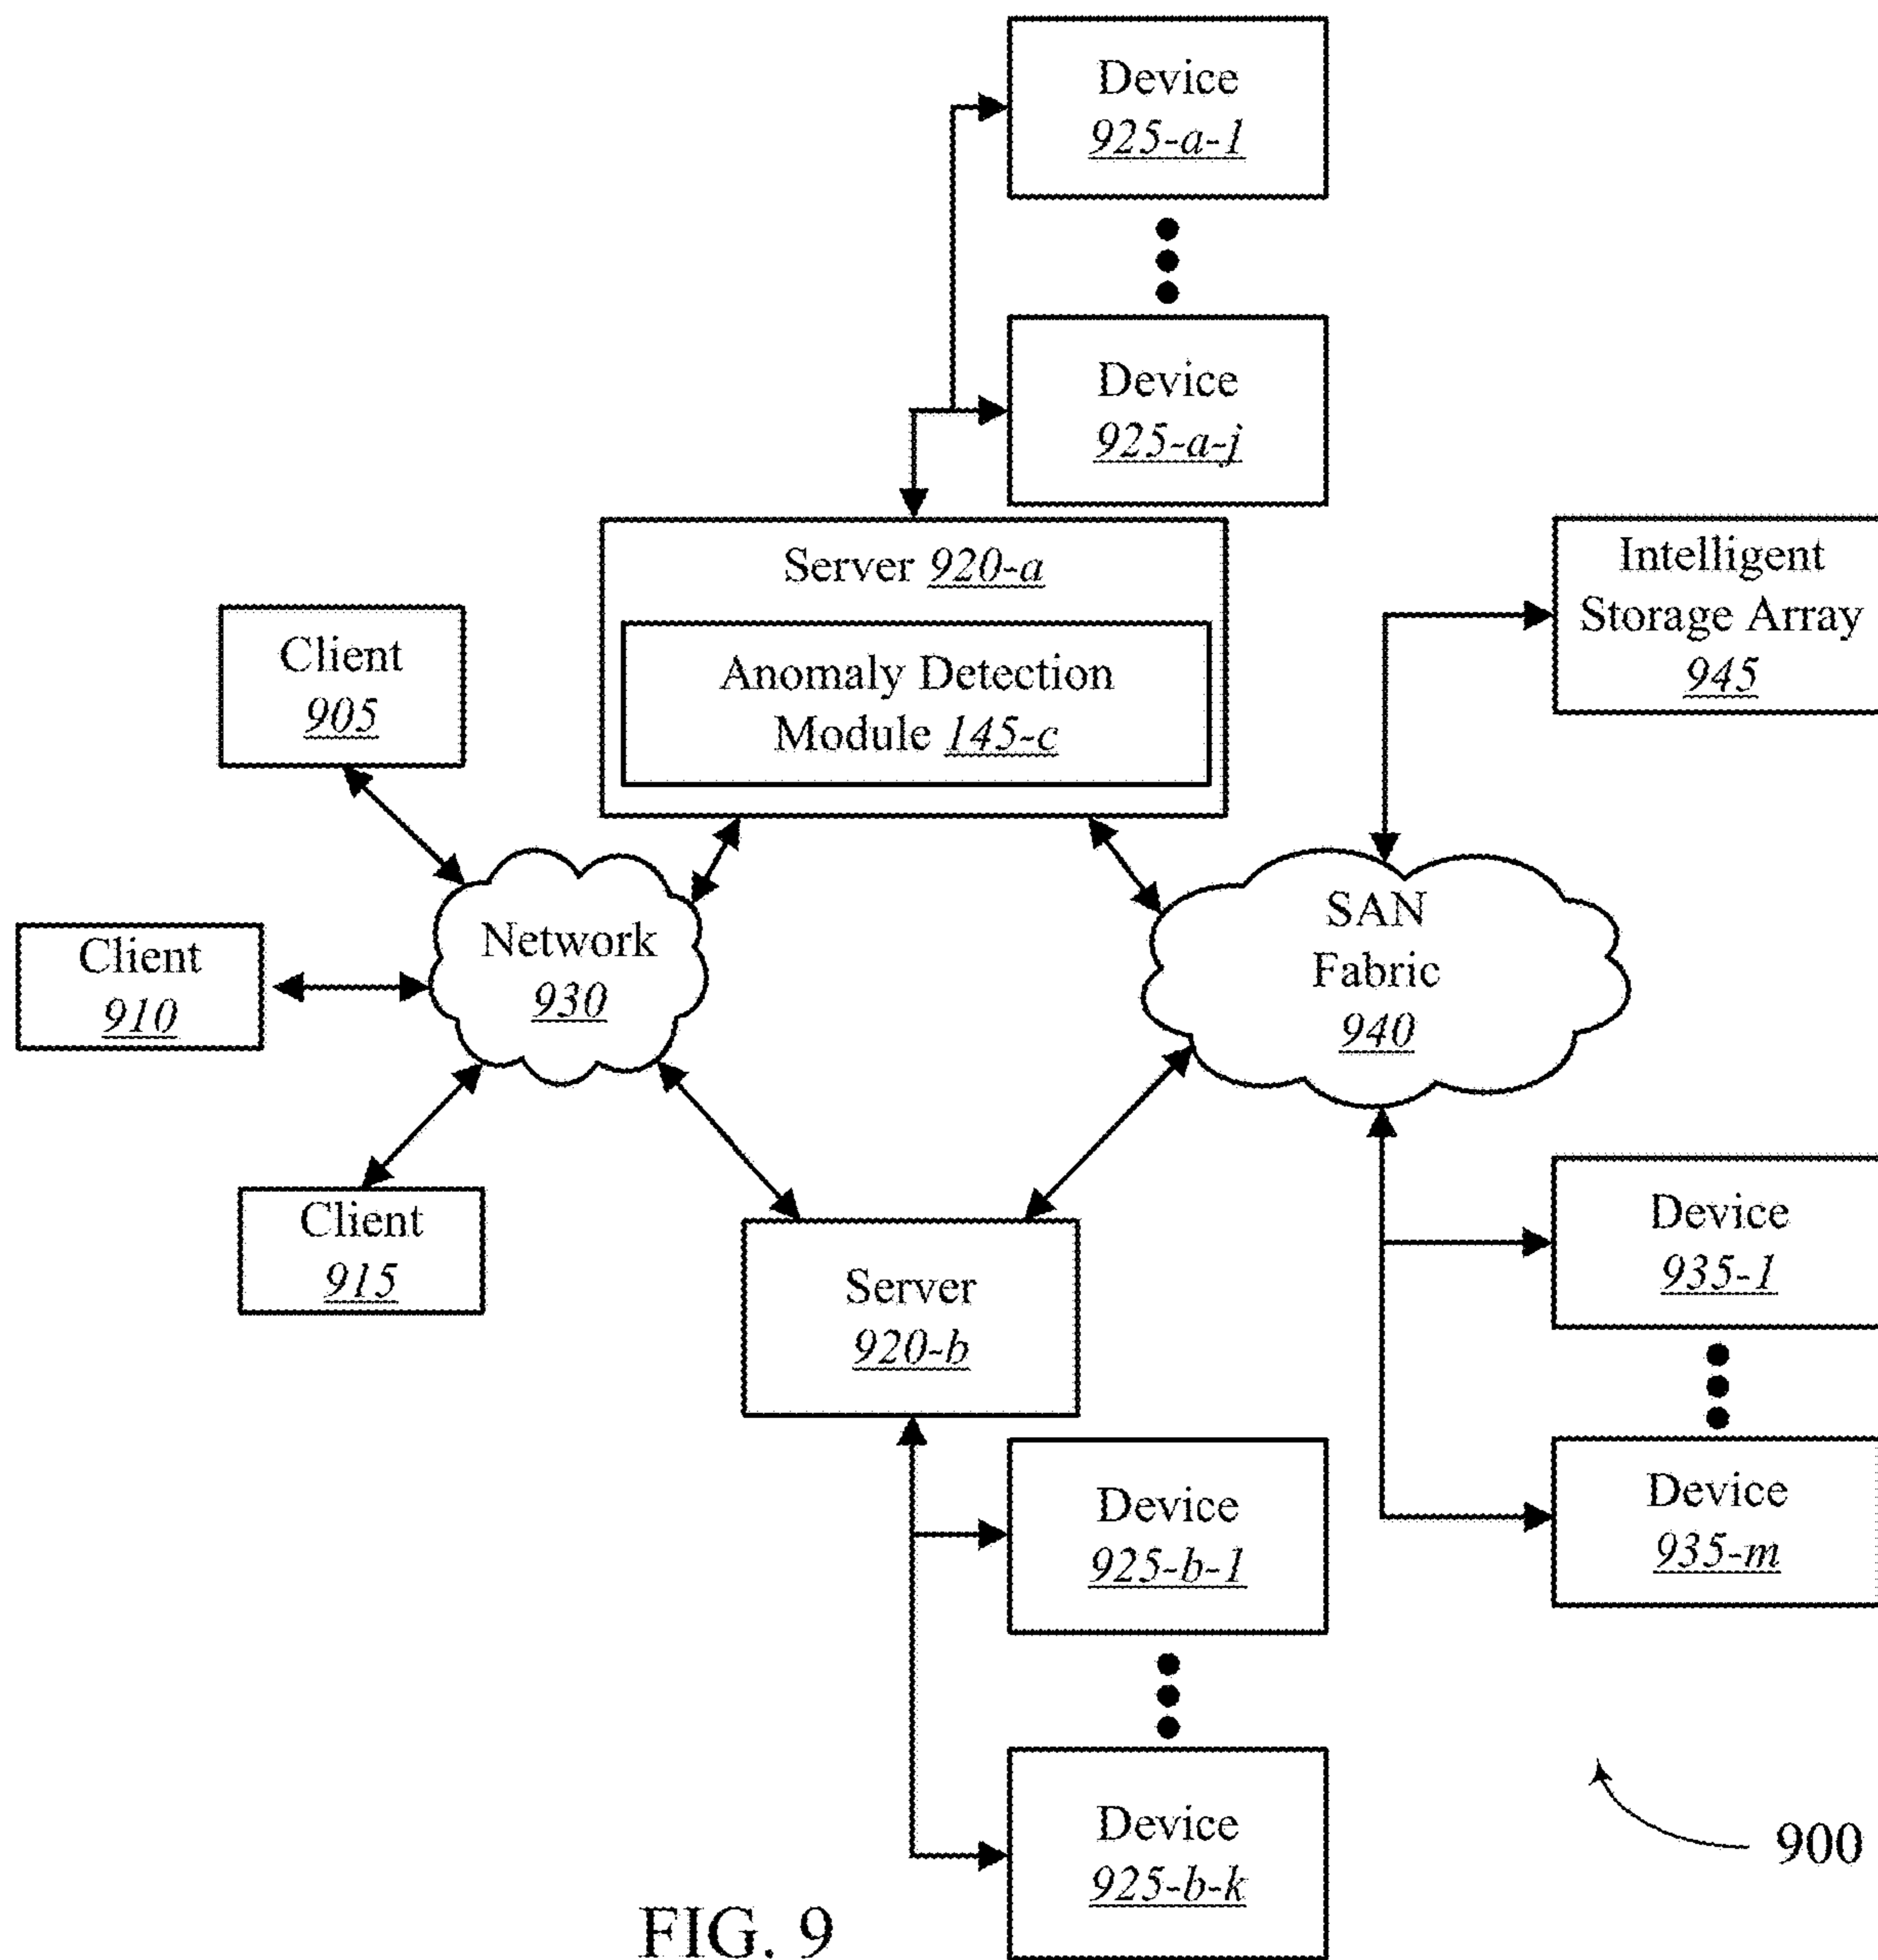 Device
925-a-1
Device
925-a-j
Server 920-a
Anomaly Detection
Module 145-c
Intelligent
Storage Array
945
Client
905
Network
930
SAN
Fabric
940
Client
910
Client
915
Server
920-b
Device
935-1
Device
935-m
Device
925-b-1
Device
925-b-k
900
FIG. 9